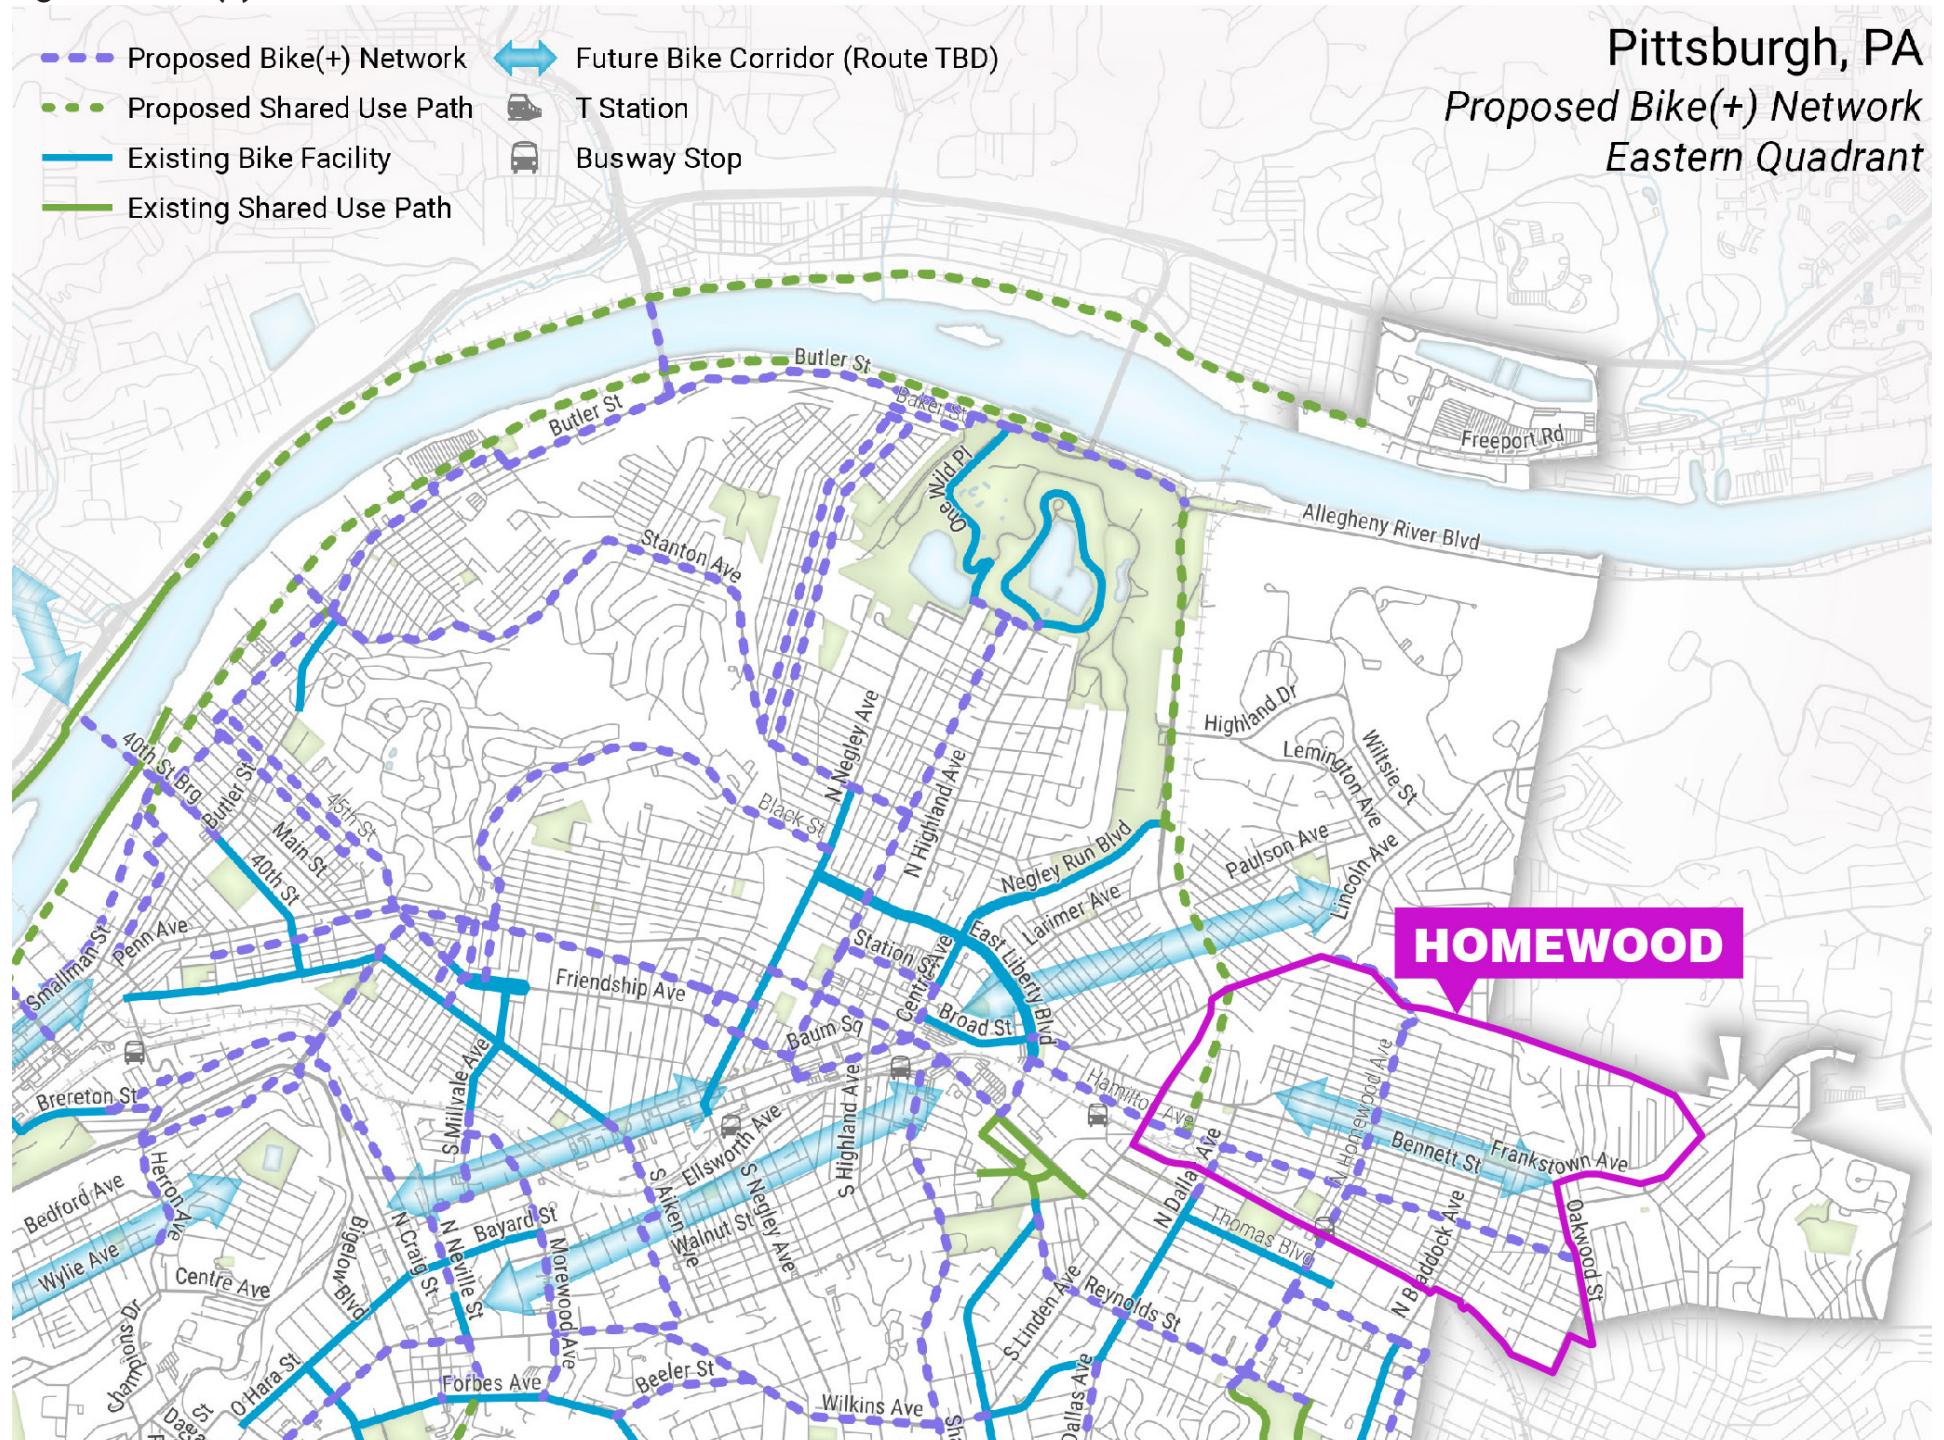 Proposed Bike(+) Network
Future Bike Corridor (Route TBD)
Proposed Shared Use Path
T Station
Existing Bike Facility
Busway Stop
Existing Shared Use Path
Pittsburgh, PA
Proposed Bike(+) Network
Eastern Quadrant
Butler St
Baker St
Butler St
Freeport Rd
One Wild Pl
Allegheny River Blvd
Stanton Ave
Highland Dr
Lemington Ave
Wiltsie St
N Negley Ave
40th St Brg
Butler St
45th St
Black St
N Highland Ave
Main St
40th St
Negley Run Blvd
Paulson Ave
Lincoln Ave
Larimer Ave
HOMEWOOD
Penn Ave
Smallman St
Station St
Centre Ave
East Liberty Blvd
Friendship Ave
Baum Sq
Broad St
S Millvale Ave
Hamilton Ave
N Homewood Ave
Brereton St
Ellsworth Ave
S Highland Ave
Bennett St
Frankstown Ave
Herron Ave
Bedford Ave
S Aiken Ave
S Negley Ave
Walnut St
N Dallas Ave
Thomas Blvd
N Braddock Ave
Oakwood St
Wylie Ave
Centre Ave
Bigelow Blvd
N Craig St
N Neville St
Bayard St
Morewood Ave
S Linden Ave
Reynolds St
Champions Dr
O Hara St
Forbes Ave
Beeler St
Wilkins Ave
Dallas Ave
Sha